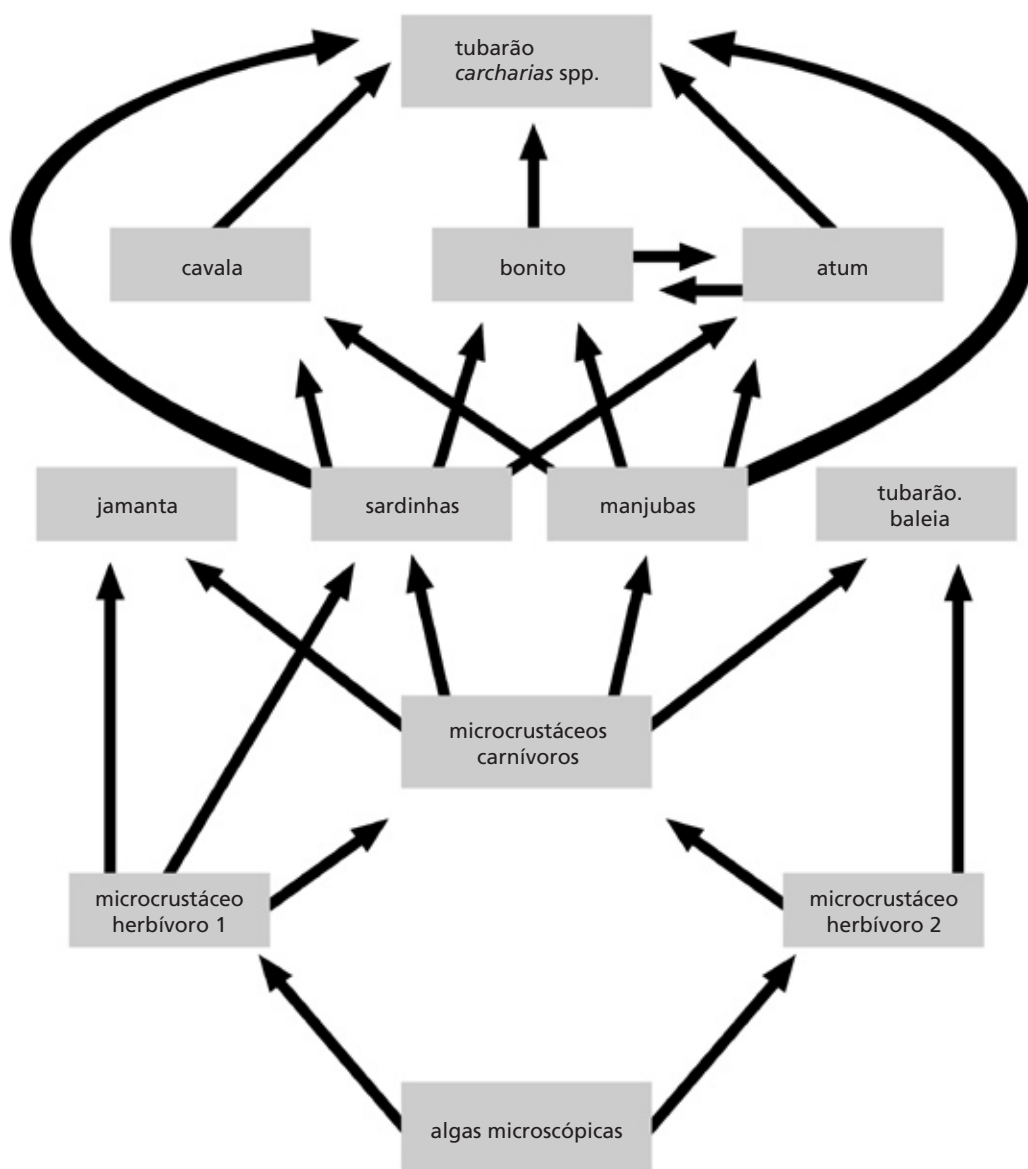 tubarão
carcharias spp.
cavala
bonito
atum
jamanta
sardinhas
manjubas
tubarão.
baleia
microcrustáceos
carnívoros
microcrustáceo
herbívoro 1
microcrustáceo
herbívoro 2
algas microscópicas